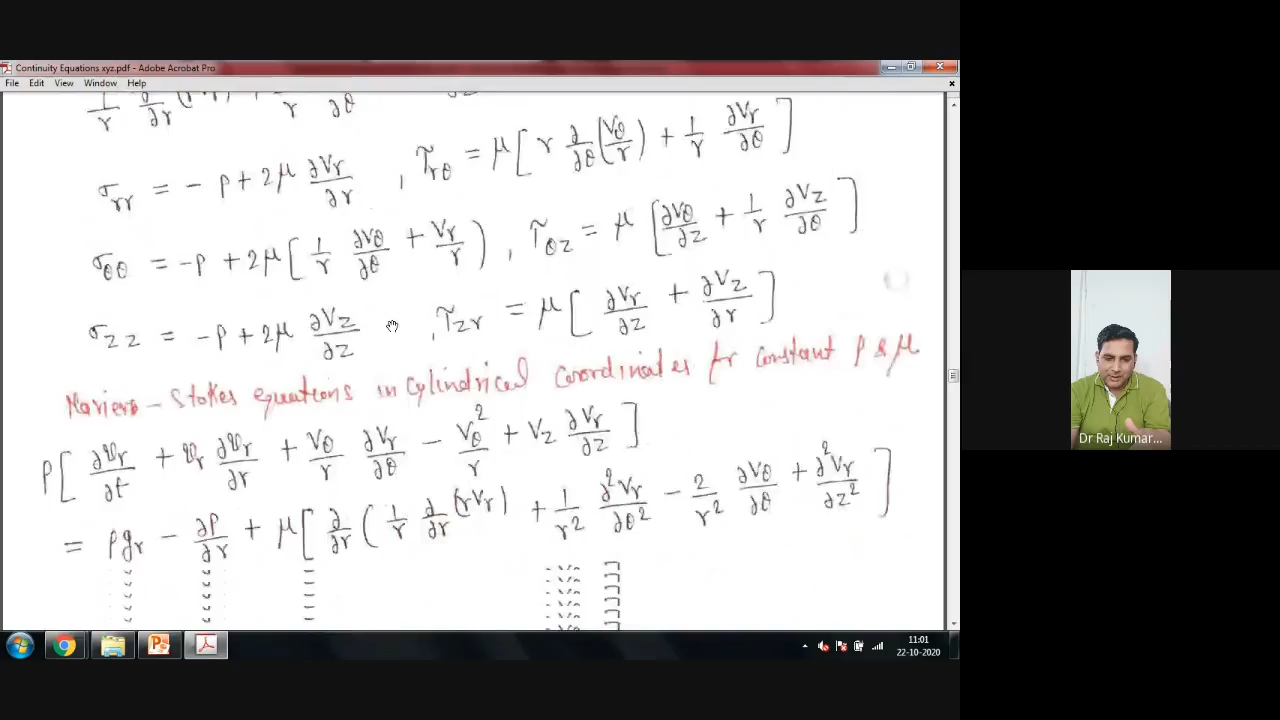 Continuity Equations xyz.pdf - Adobe Acrobat Pro
File Edit View Window Help
1/r ∂/∂r 1/r ∂θ
σrr = - p + 2μ ∂Vr/∂r , τrθ = μ[ r ∂/∂θ (Vθ/r) + 1/r ∂Vr/∂θ ]
σθθ = -p + 2μ [ 1/r ∂Vθ/∂θ + Vr/r ) , τθz = μ [ ∂Vθ/∂z + 1/r ∂Vz/∂θ ]
σzz = -p + 2μ ∂Vz/∂z , τzr = μ [ ∂Vr/∂z + ∂Vz/∂r ]
Naviero - Stokes equations in cylindrical coordinates for constant ρ & μ
ρ[ ∂Vr/∂t + Vr ∂Vr/∂r + Vθ/r ∂Vr/∂θ - Vθ²/r + Vz ∂Vr/∂z ]
= ρgr - ∂P/∂r + μ[ ∂/∂r ( 1/r ∂/∂r (rVr) + 1/r² ∂²Vr/∂θ² - 2/r² ∂Vθ/∂θ + ∂²Vr/∂z² ]
Dr Raj Kumar...
11:01
22-10-2020